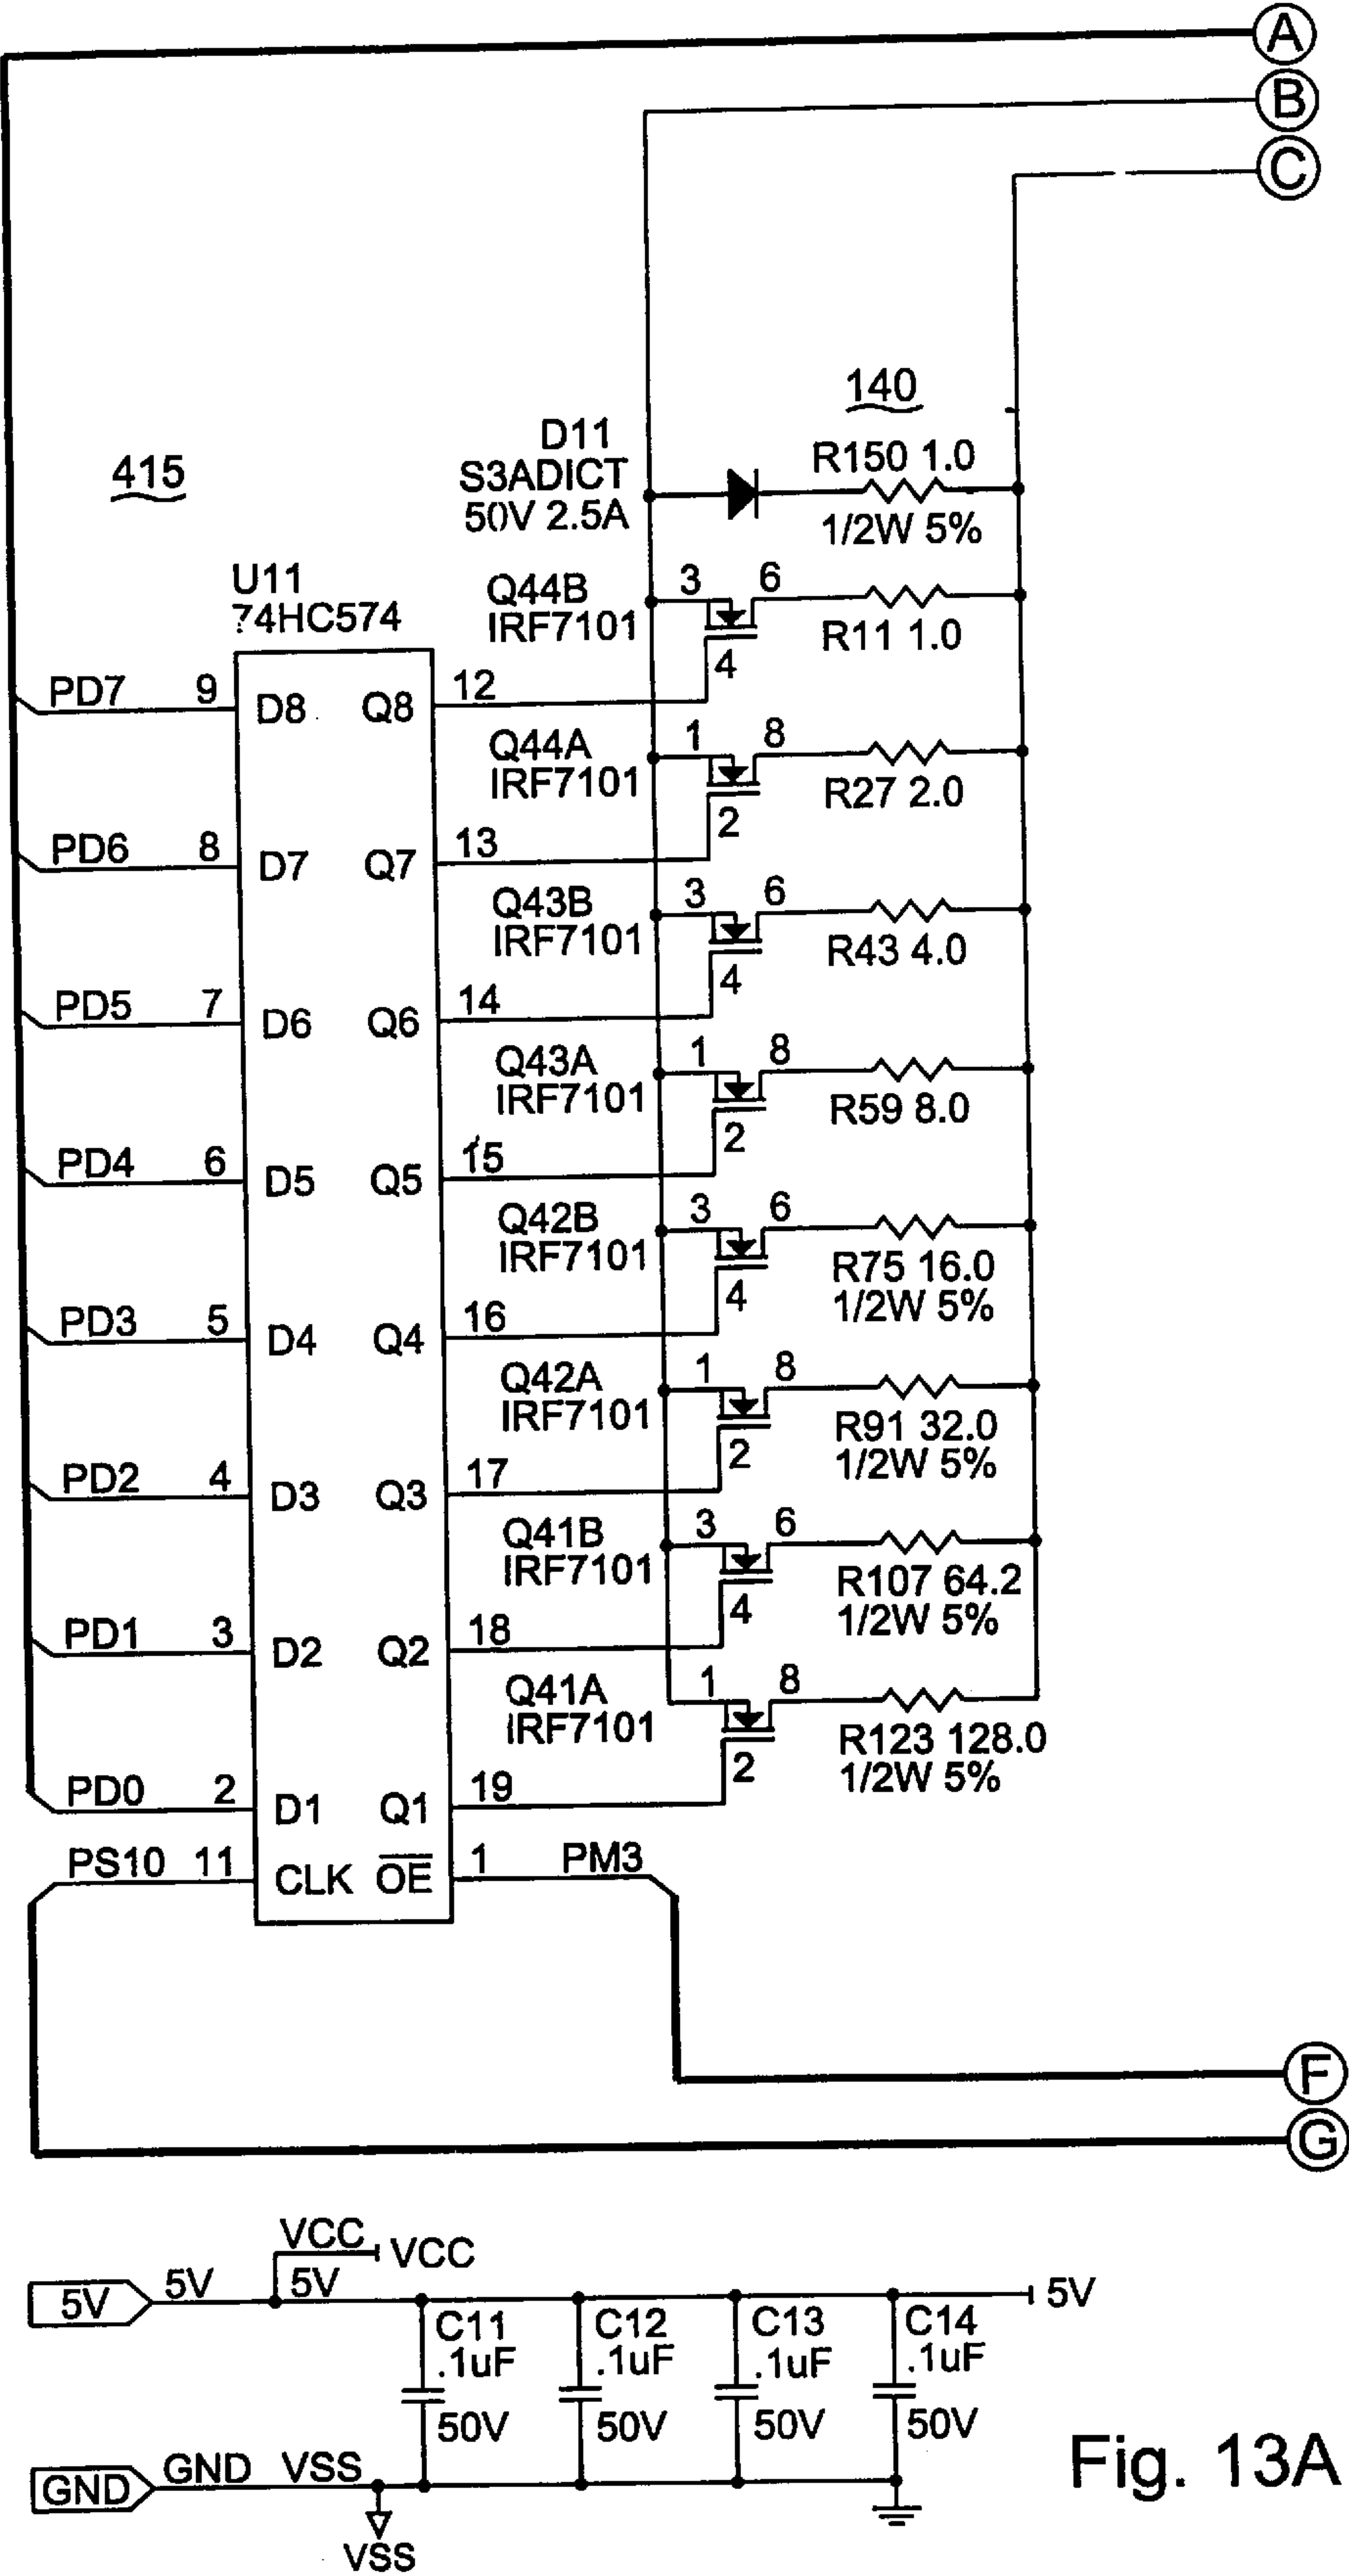 A
B
C
140
D11
S3ADICT
50V 2.5A
R150 1.0
1/2W 5%
415
U11
74HC574
Q44B
IRF7101
3
6
4
R11 1.0
PD7
9
D8
Q8
12
Q44A
IRF7101
1
8
2
R27 2.0
PD6
8
D7
Q7
13
Q43B
IRF7101
3
6
4
R43 4.0
PD5
7
D6
Q6
14
Q43A
IRF7101
1
8
2
R59 8.0
PD4
6
D5
Q5
15
Q42B
IRF7101
3
6
4
R75 16.0
1/2W 5%
PD3
5
D4
Q4
16
Q42A
IRF7101
1
8
2
R91 32.0
1/2W 5%
PD2
4
D3
Q3
17
Q41B
IRF7101
3
6
4
R107 64.2
1/2W 5%
PD1
3
D2
Q2
18
Q41A
IRF7101
1
8
2
R123 128.0
1/2W 5%
PD0
2
D1
Q1
19
PS10
11
CLK
OE
1
PM3
F
G
VCC
VCC
5V
5V
5V
5V
C11
.1uF
50V
C12
.1uF
50V
C13
.1uF
50V
C14
.1uF
50V
GND
GND
VSS
VSS
Fig. 13A